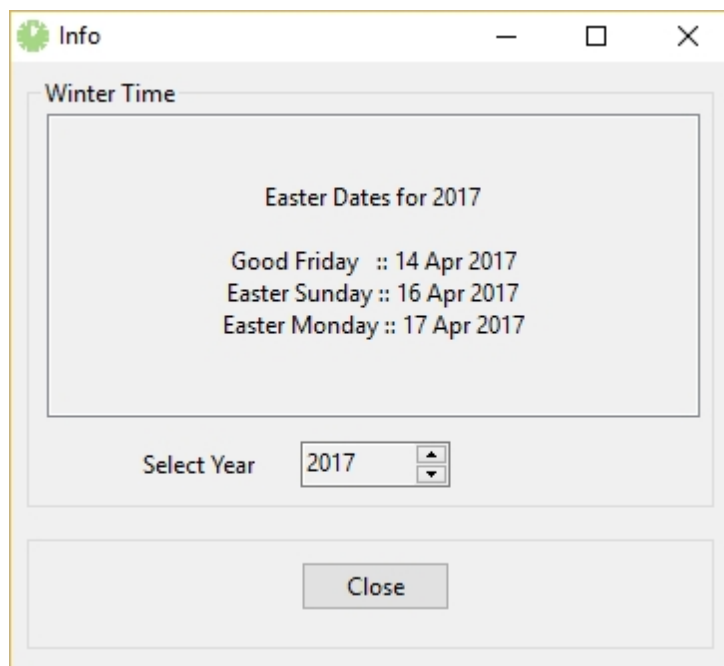 Info
Winter Time
Easter Dates for 2017
Good Friday :: 14 Apr 2017
Easter Sunday :: 16 Apr 2017
Easter Monday :: 17 Apr 2017
Select Year 2017
Close